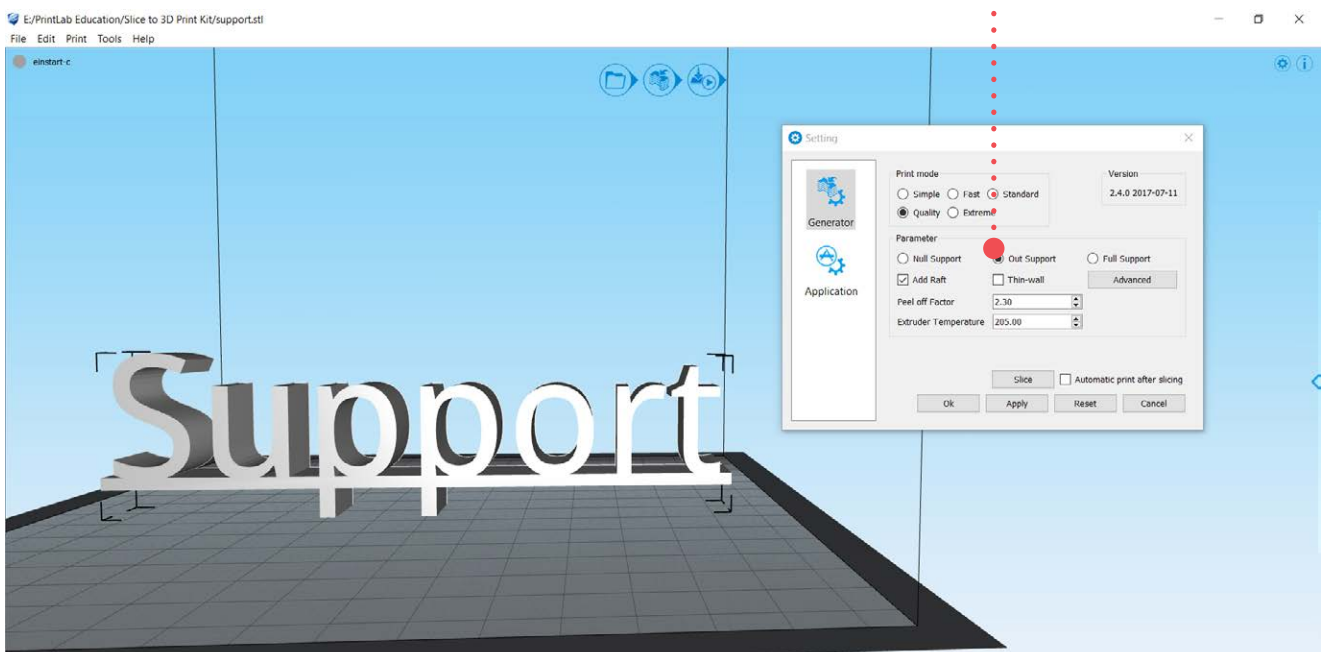 E:/PrintLab Education/Slice to 3D Print Kit/support.stl
File Edit Print Tools Help
einstart-c
Setting
Generator
Application
Print mode
Simple Fast Standard
Quality Extreme
Version
2.4.0 2017-07-11
Parameter
Null Support Out Support Full Support
Add Raft Thin-wall Advanced
Peel off Factor 2.30
Extruder Temperature 205.00
Slice Automatic print after slicing
Ok Apply Reset Cancel
Support